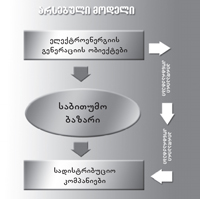 არსებული მოდელი
ელექტროენერგიის
გენერაციის ობიექტები
საბითუმო
ბაზარი
სადისტრიბუციო
კომპანიები